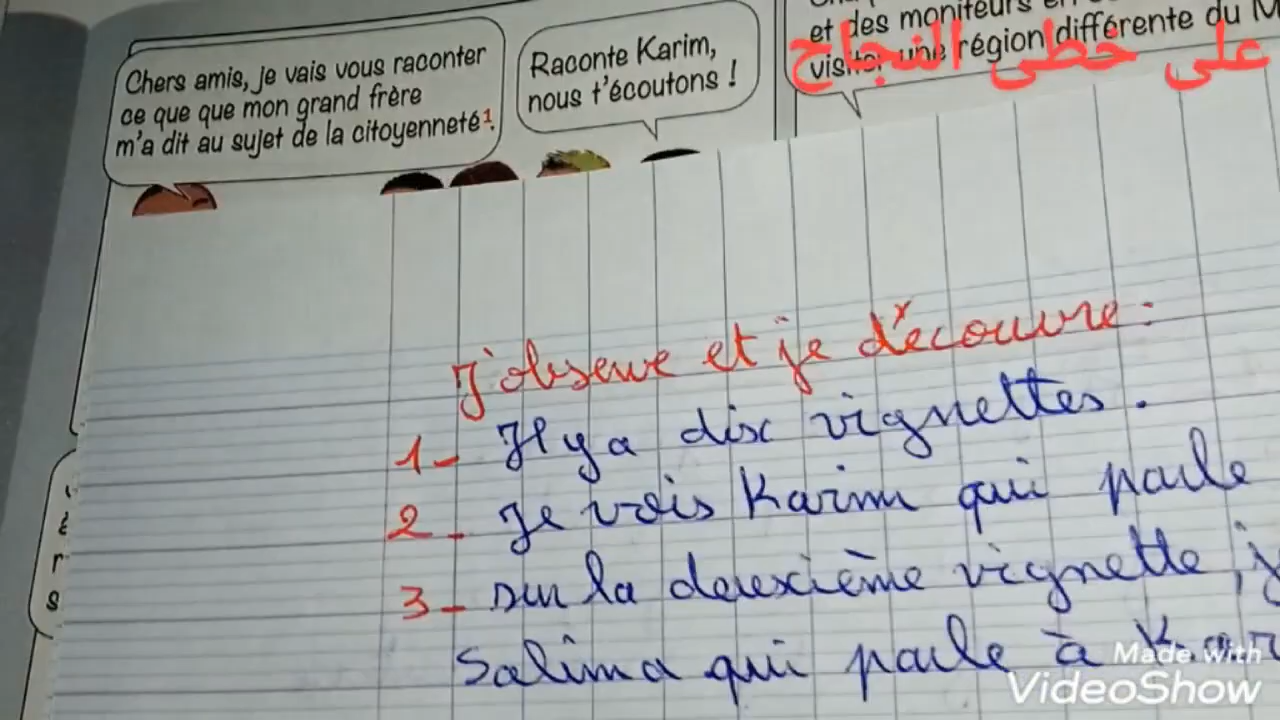 Chers amis, je vais vous raconter
ce que que mon grand frère
m'a dit au sujet de la citoyenneté¹.
Raconte Karim,
nous t'écoutons !
et des moniteurs
visiter une région différente du M
على خطى النجاح
J'observe et je découvre :
1- Il y a dix vignettes.
2- Je vois Karim qui parle
3- sur la deuxième vignette, j
Salima qui parle à Kar
Made with
VideoShow